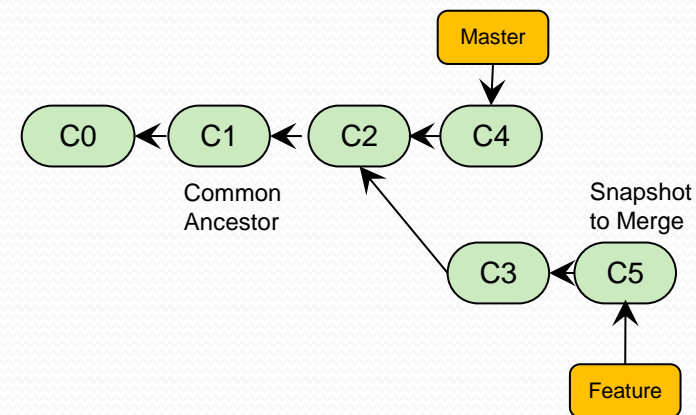 Master
C0
C1
C2
C4
Common
Ancestor
Snapshot
to Merge
C3
C5
Feature